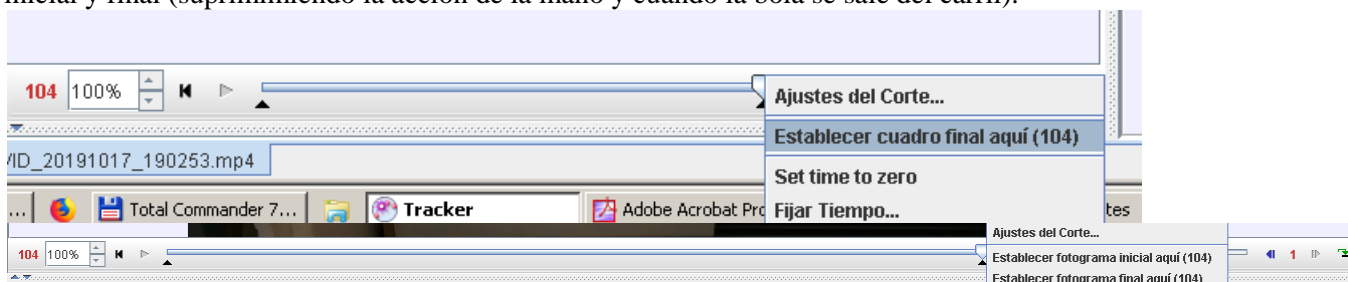 104 100% Ajustes del Corte...
Establecer cuadro final aquí (104)
VID_20191017_190253.mp4
Set time to zero
... Total Commander 7... Tracker Adobe Acrobat Pro Fijar Tiempo... tes
Ajustes del Corte...
104 100% Establecer fotograma inicial aquí (104) 1
Establecer fotograma final aquí (104)